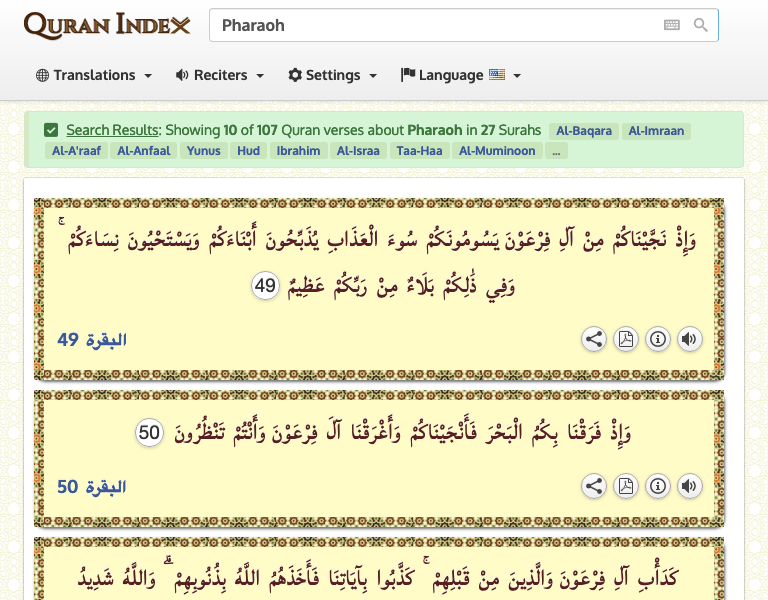 QURAN INDEX
Pharaoh
Translations Reciters Settings Language
Search Results: Showing 10 of 107 Quran verses about Pharaoh in 27 Surahs Al-Baqara Al-Imraan
Al-A'raaf Al-Anfaal Yunus Hud Ibrahim Al-Israa Taa-Haa Al-Muminoon ...
وَإِذْ نَجَّيْنَاكُمْ مِنْ آلِ فِرْعَوْنَ يَسُومُونَكُمْ سُوءَ الْعَذَابِ يُذَبِّحُونَ أَبْنَاءَكُمْ وَيَسْتَحْيُونَ نِسَاءَكُمْ ۚ
وَفِي ذَٰلِكُمْ بَلَاءٌ مِنْ رَبِّكُمْ عَظِيمٌ 49
البقرة 49
وَإِذْ فَرَقْنَا بِكُمُ الْبَحْرَ فَأَنْجَيْنَاكُمْ وَأَغْرَقْنَا آلَ فِرْعَوْنَ وَأَنْتُمْ تَنْظُرُونَ 50
البقرة 50
كَدَأْبِ آلِ فِرْعَوْنَ وَالَّذِينَ مِنْ قَبْلِهِمْ ۚ كَذَّبُوا بِآيَاتِنَا فَأَخَذَهُمُ اللَّهُ بِذُنُوبِهِمْ ۗ وَاللَّهُ شَدِيدُ